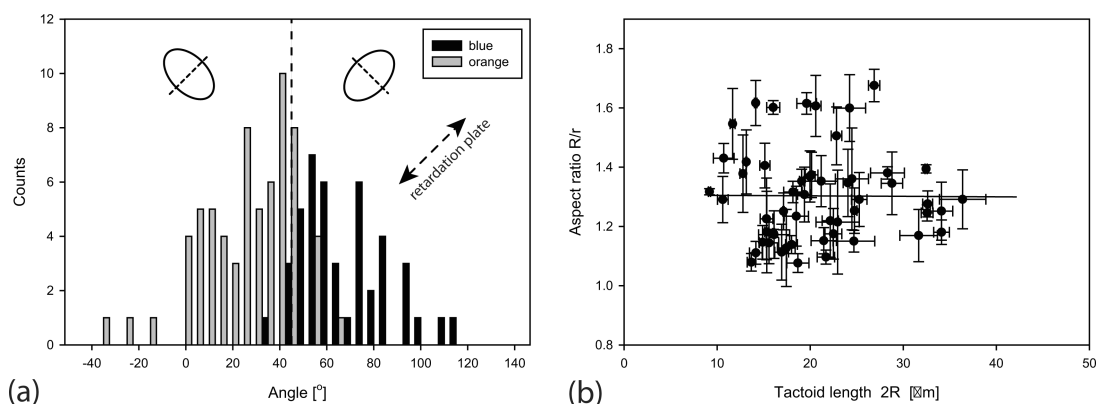 12
10
8
6
4
2
0
Counts
-40 -20 0 20 40 60 80 100 120 140
Angle [°]
blue
orange
retardation plate
(a)
1.8
1.6
1.4
1.2
1.0
0.8
Aspect ratio R/r
0 10 20 30 40 50
Tactoid length 2R [□m]
(b)